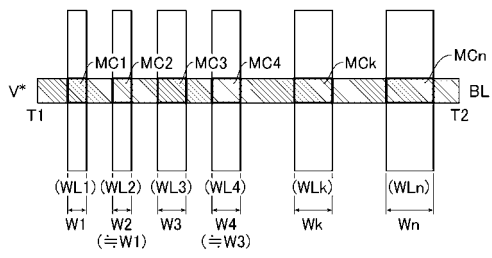 MC1 MC2 MC3 MC4 MCk MCn
V* BL
T1 T2
(WL1) (WL2) (WL3) (WL4) (WLk) (WLn)
W1 W2 W3 W4 Wk Wn
(≒W1) (≒W3)